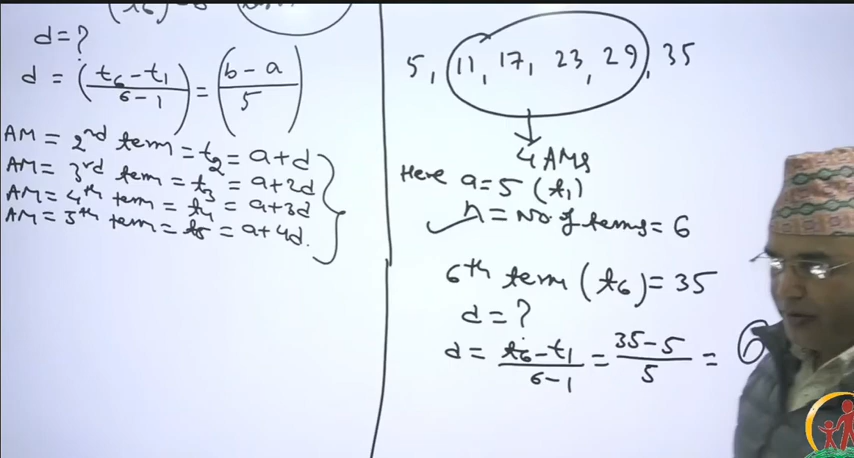 d = ?
d = (t6 - t1 / 6 - 1) = (b - a / 5)
AM = 2nd term = t2 = a + d
AM = 3rd term = t3 = a + 2d
AM = 4th term = t4 = a + 3d
AM = 5th term = t5 = a + 4d.
5, 11, 17, 23, 29, 35
4 AMs
Here a = 5 (t1)
n = No of terms = 6
6th term (t6) = 35
d = ?
d = t6 - t1 / 6 - 1 = 35 - 5 / 5 = 6